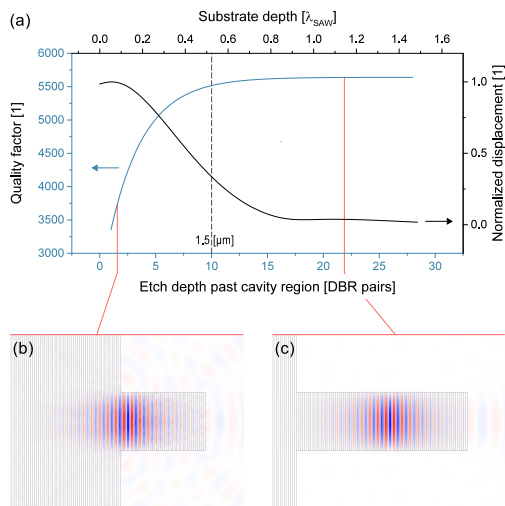 Substrate depth [λSAW]
(a)
0.0 0.2 0.4 0.6 0.8 1.0 1.2 1.4 1.6
6000
5500
5000
4500
4250
3500
3000
Quality factor [1]
1.0
0.5
0.0
Normalized displacement [1]
1.5 [µm]
0 5 10 15 20 25 30
Etch depth past cavity region [DBR pairs]
(b)
(c)